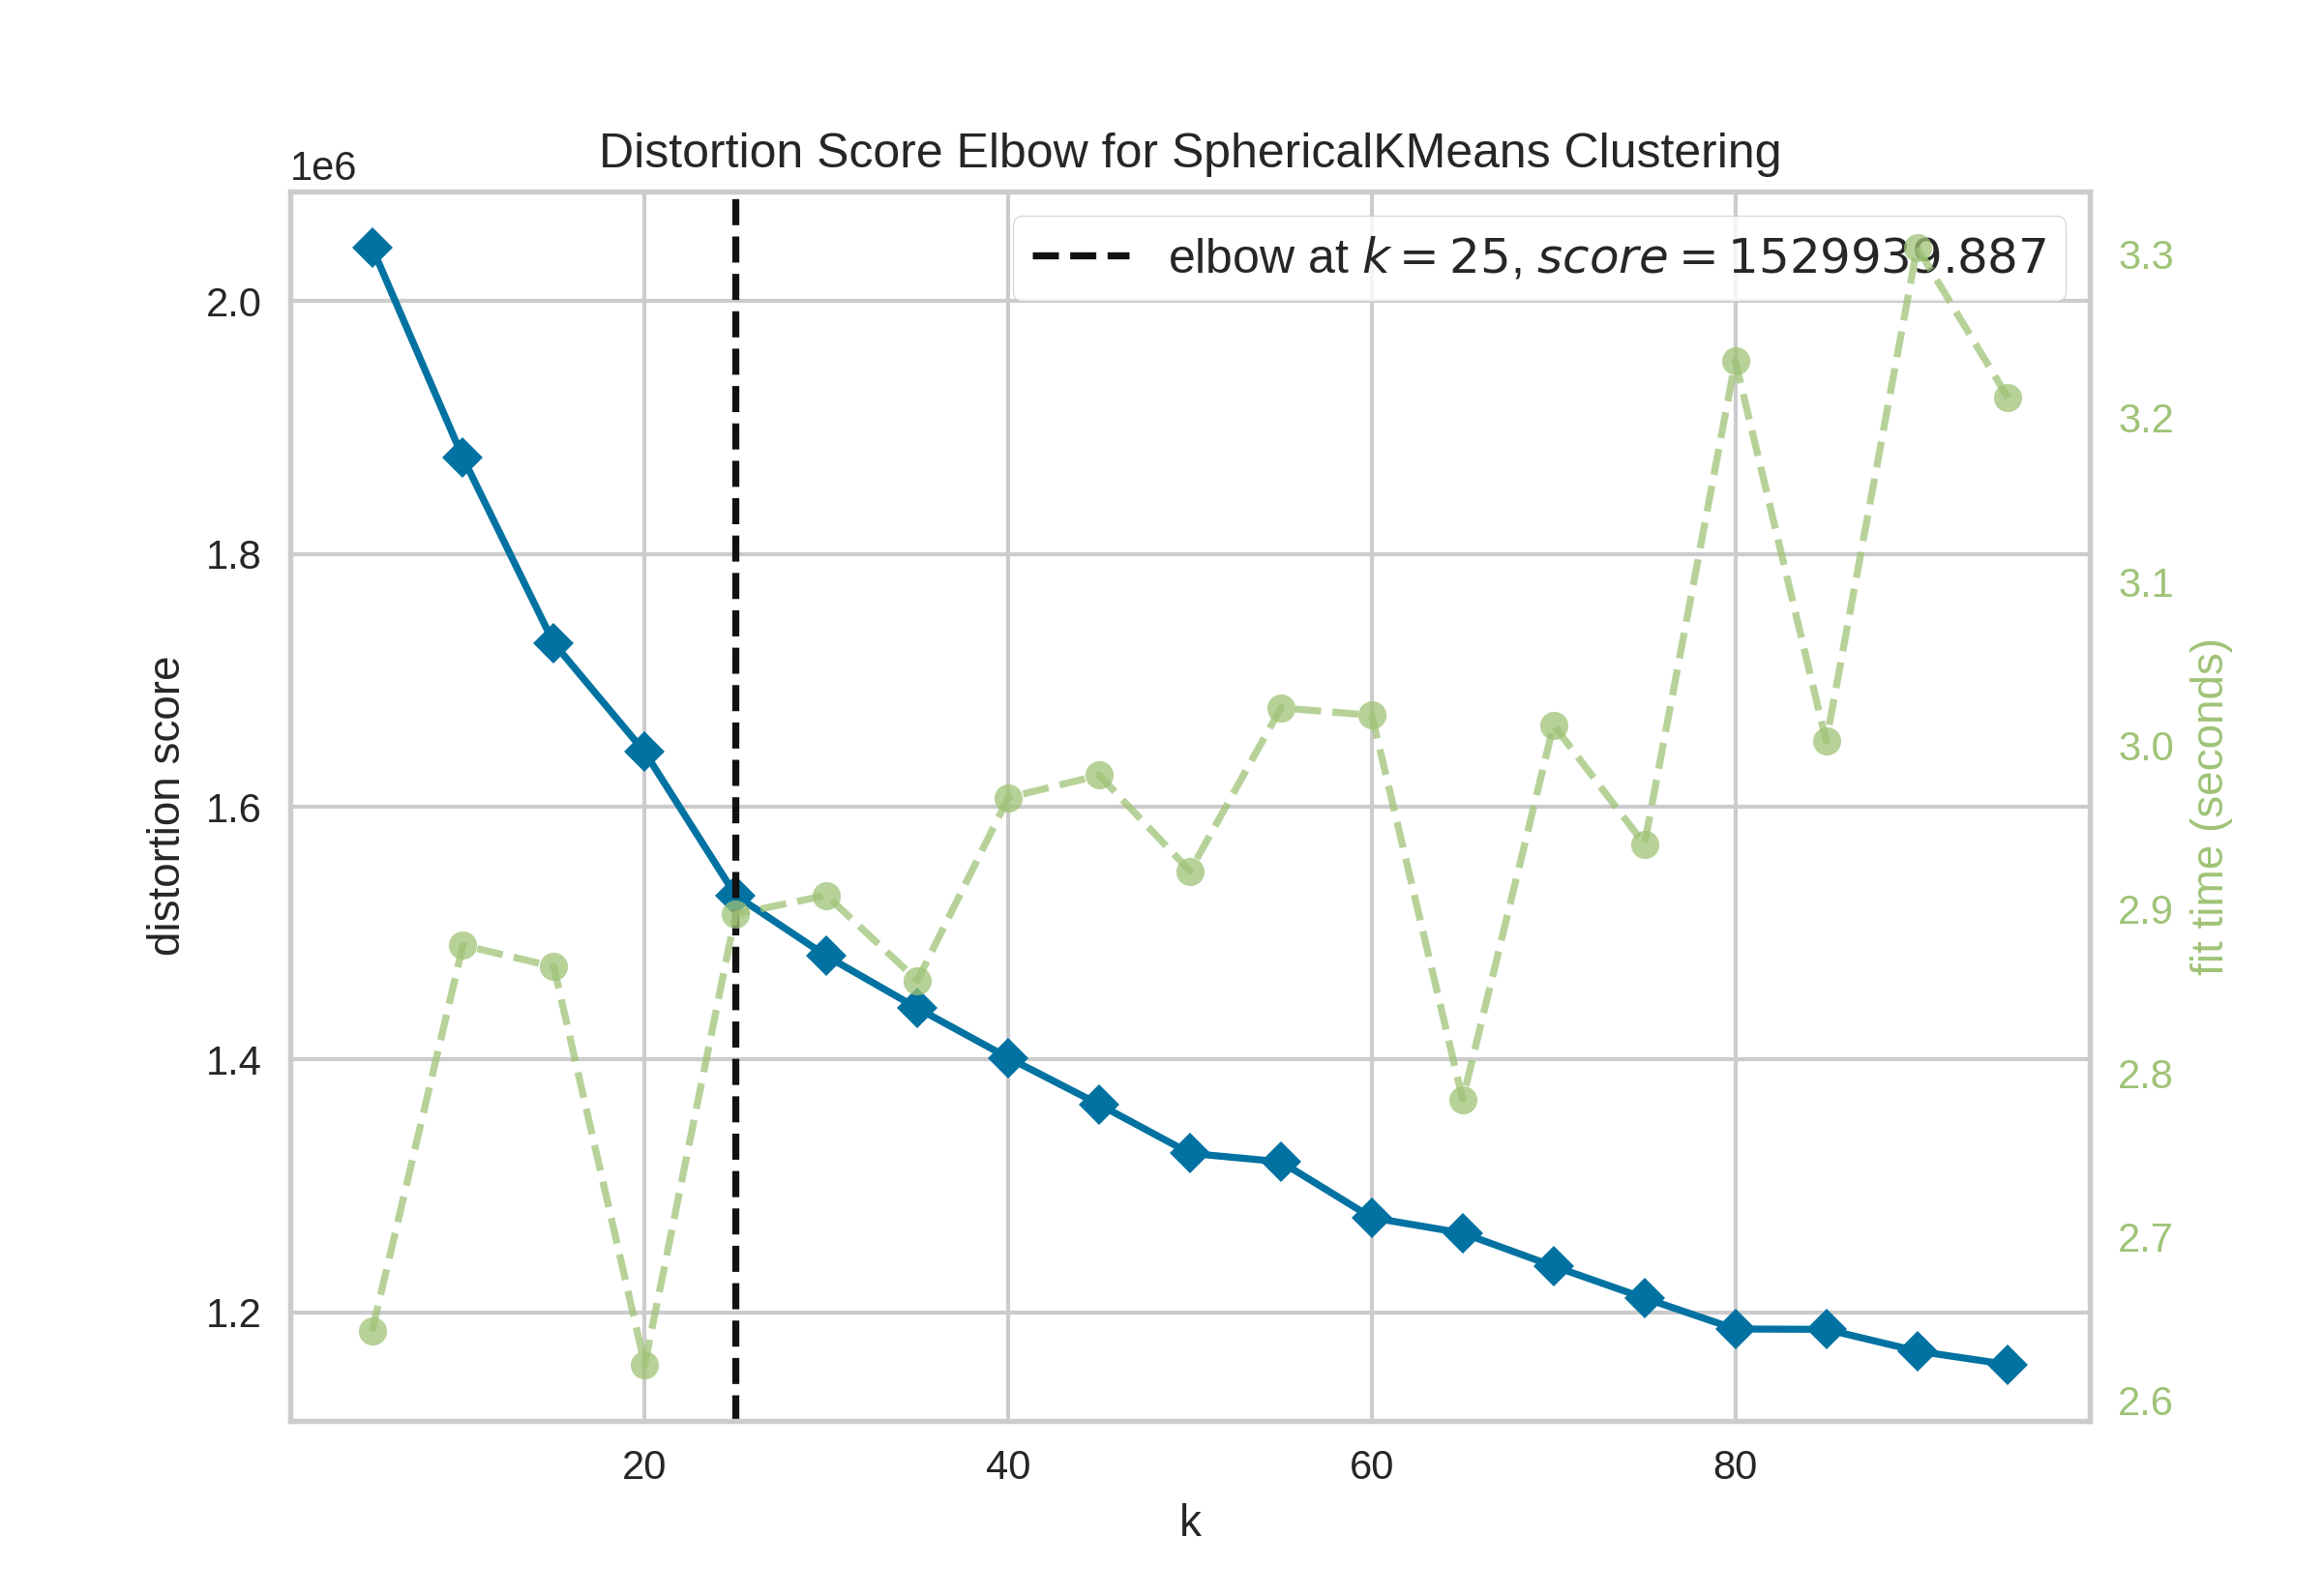 Distortion Score Elbow for SphericalKMeans Clustering
1e6
elbow at k = 25, score = 1529939.887
2.0
1.8
1.6
1.4
1.2
distortion score
3.3
3.2
3.1
3.0
2.9
2.8
2.7
2.6
fit time (seconds)
20 40 60 80
k